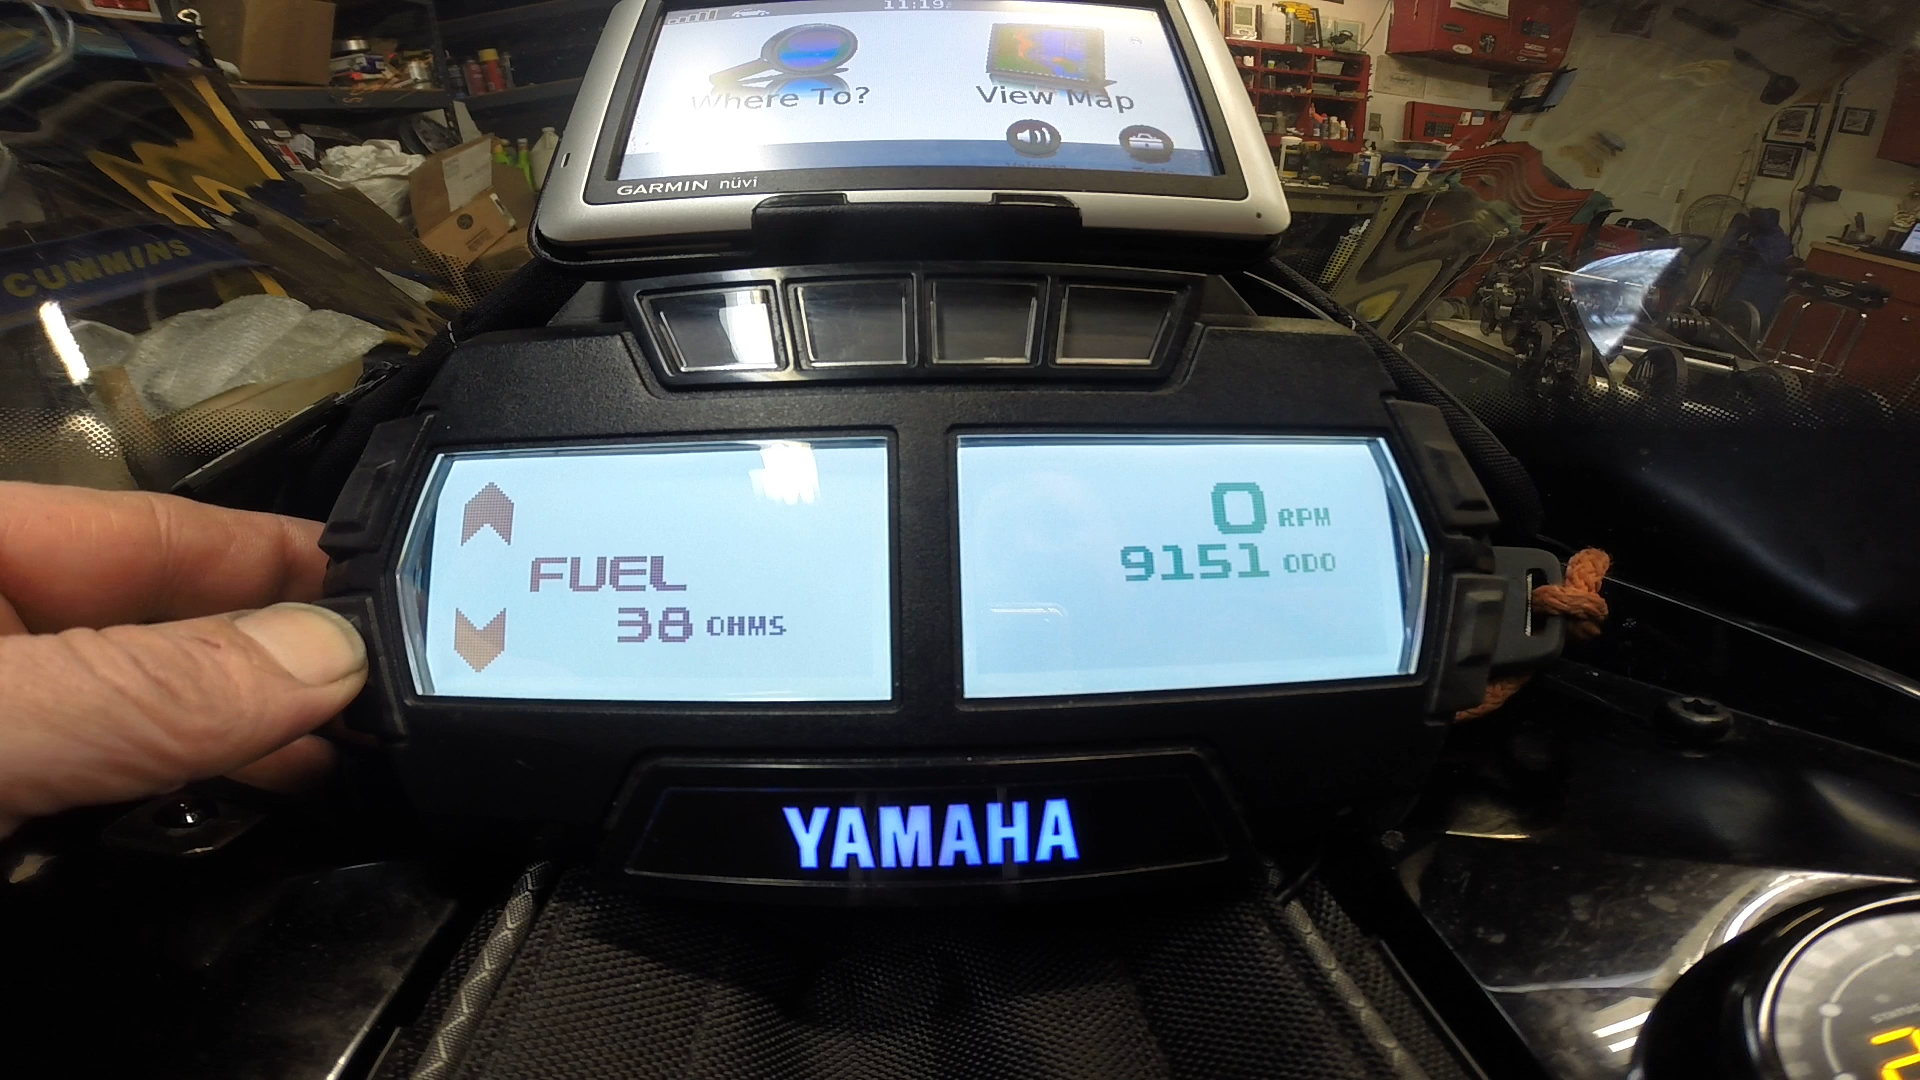 11:19
Where To?
View Map
GARMIN nüvi
CUMMINS
FUEL
38 OHMS
0 RPM
9151 ODO
YAMAHA